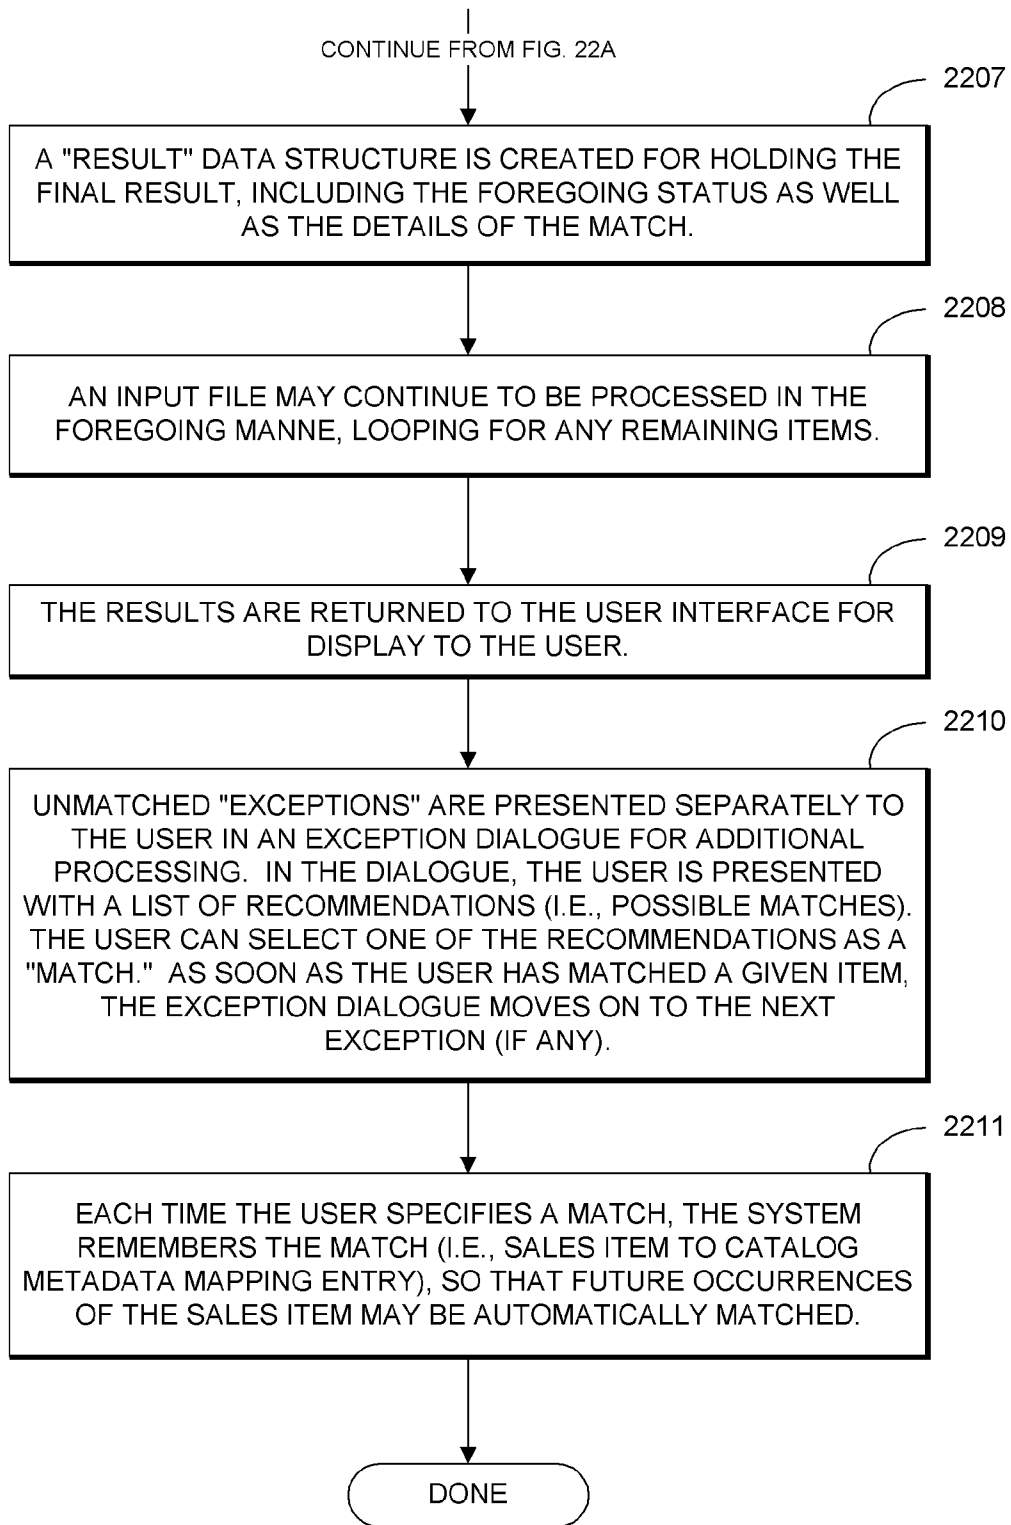 CONTINUE FROM FIG. 22A
2207
A "RESULT" DATA STRUCTURE IS CREATED FOR HOLDING THE
FINAL RESULT, INCLUDING THE FOREGOING STATUS AS WELL
AS THE DETAILS OF THE MATCH.
2208
AN INPUT FILE MAY CONTINUE TO BE PROCESSED IN THE
FOREGOING MANNE, LOOPING FOR ANY REMAINING ITEMS.
2209
THE RESULTS ARE RETURNED TO THE USER INTERFACE FOR
DISPLAY TO THE USER.
2210
UNMATCHED "EXCEPTIONS" ARE PRESENTED SEPARATELY TO
THE USER IN AN EXCEPTION DIALOGUE FOR ADDITIONAL
PROCESSING. IN THE DIALOGUE, THE USER IS PRESENTED
WITH A LIST OF RECOMMENDATIONS (I.E., POSSIBLE MATCHES).
THE USER CAN SELECT ONE OF THE RECOMMENDATIONS AS A
"MATCH." AS SOON AS THE USER HAS MATCHED A GIVEN ITEM,
THE EXCEPTION DIALOGUE MOVES ON TO THE NEXT
EXCEPTION (IF ANY).
2211
EACH TIME THE USER SPECIFIES A MATCH, THE SYSTEM
REMEMBERS THE MATCH (I.E., SALES ITEM TO CATALOG
METADATA MAPPING ENTRY), SO THAT FUTURE OCCURRENCES
OF THE SALES ITEM MAY BE AUTOMATICALLY MATCHED.
DONE